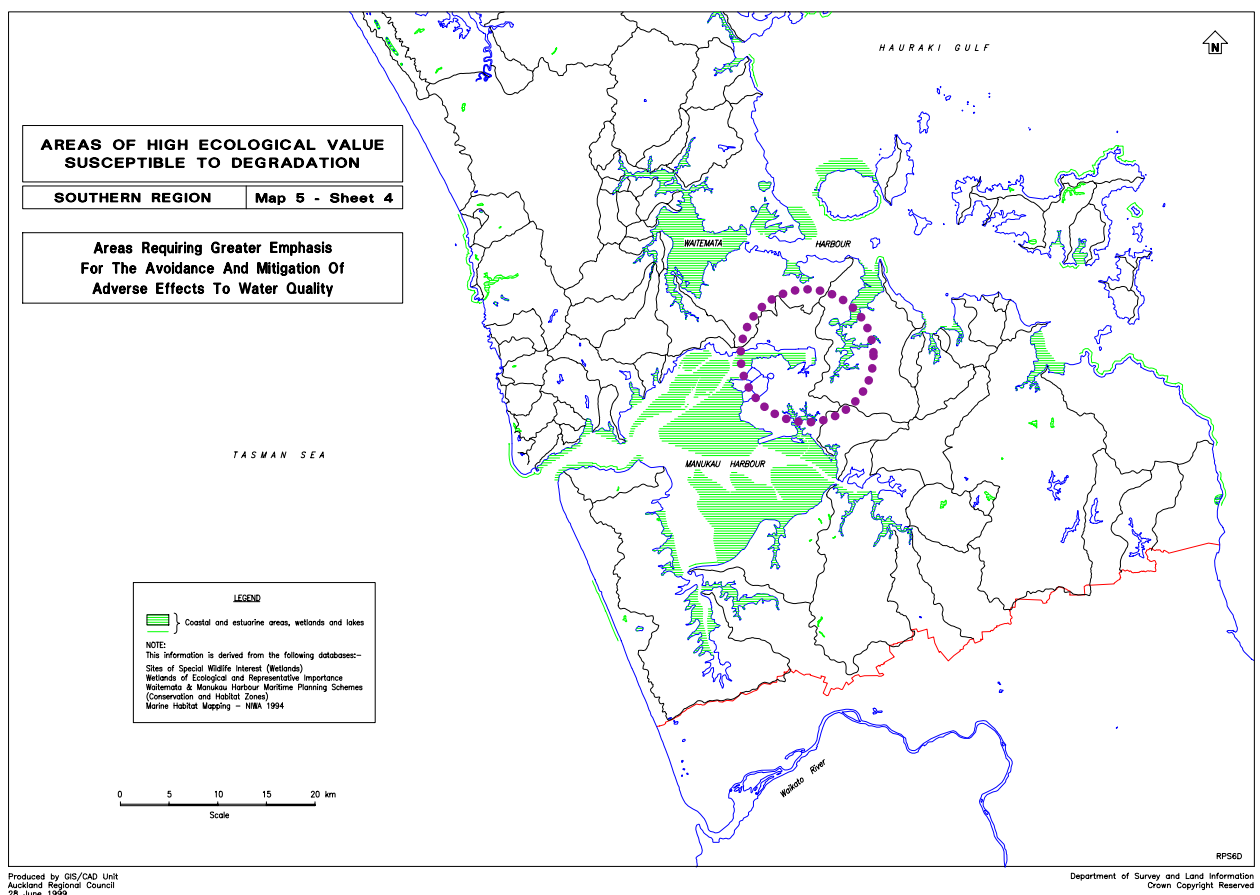 HAURAKI GULF
N
AREAS OF HIGH ECOLOGICAL VALUE
SUSCEPTIBLE TO DEGRADATION
SOUTHERN REGION
Map 5 - Sheet 4
Areas Requiring Greater Emphasis
For The Avoidance And Mitigation Of
Adverse Effects To Water Quality
WAITEMATA HARBOUR
TASMAN SEA
MANUKAU HARBOUR
LEGEND
Coastal and estuarine areas, wetlands and lakes
NOTE:
This information is derived from the following databases:-
Sites of Special Wildlife Interest (Wetlands)
Wetlands of Ecological and Representative Importance
Waitemata & Manukau Harbour Maritime Planning Schemes
(Conservation and Habitat Zones)
Marine Habitat Mapping - NIWA 1994
Waikato River
0 5 10 15 20 km
Scale
RPS6D
Produced by GIS/CAD Unit
Auckland Regional Council
28 June 1999
Department of Survey and Land Information
Crown Copyright Reserved